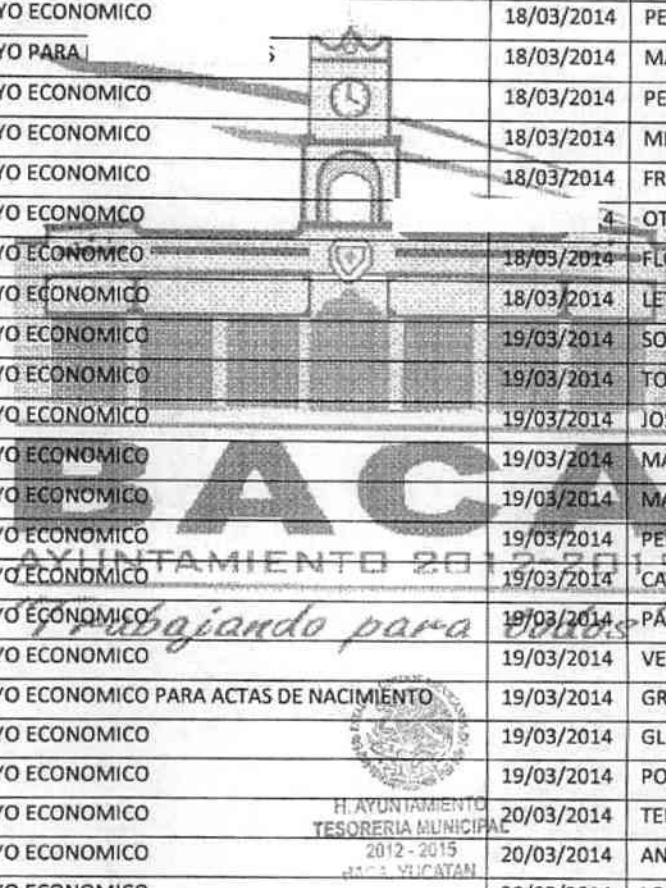 YO ECONOMICO 18/03/2014 PE
YO PARA MA
18/03/2014
YO ECONOMICO 18/03/2014 PE
YO ECONOMICO 18/03/2014 MI
YO ECONOMICO 18/03/2014 FR
YO ECONOMCO 4 OT
YO ECONOMCO 18/03/2014 FLO
YO ECONOMICO 18/03/2014 LE
YO ECONOMICO 19/03/2014 SO
YO ECONOMICO 19/03/2014 TO
YO ECONOMICO 19/03/2014 JOS
YO ECONOMICO 19/03/2014 MA
YO ECONOMICO 19/03/2014 MA
YO ECONOMICO 19/03/2014 PE
YO ECONOMICO 19/03/2014 CA
YO ECONOMICO 19/03/2014 PÁ
YO ECONOMICO 19/03/2014 VE
YO ECONOMICO PARA ACTAS DE NACIMIENTO 19/03/2014 GR
YO ECONOMICO 19/03/2014 GL
YO ECONOMICO 19/03/2014 PO
YO ECONOMICO 20/03/2014 TE
YO ECONOMICO 20/03/2014 AN
BACA
AYUNTAMIENTO 2012-201
"Trabajando para todos
H. AYUNTAMIENTO
TESORERIA MUNICIPAL
2012 - 2015
BACA, YUCATAN